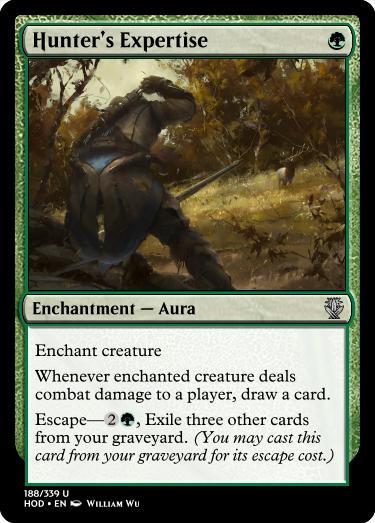 Hunter's Expertise
Enchantment — Aura
Enchant creature
Whenever enchanted creature deals
combat damage to a player, draw a card.
Escape—2, Exile three other cards
from your graveyard. (You may cast this
card from your graveyard for its escape cost.)
188/339 U
HOD • EN William Wu